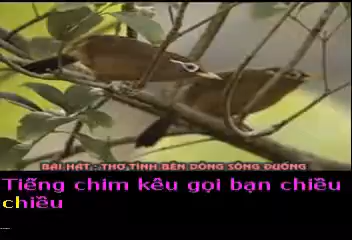 BÀI HÁT - THƠ TÌNH BÊN DÒNG SÔNG ĐUỐNG
Tiếng chim kêu gọi bạn chiều
chiều